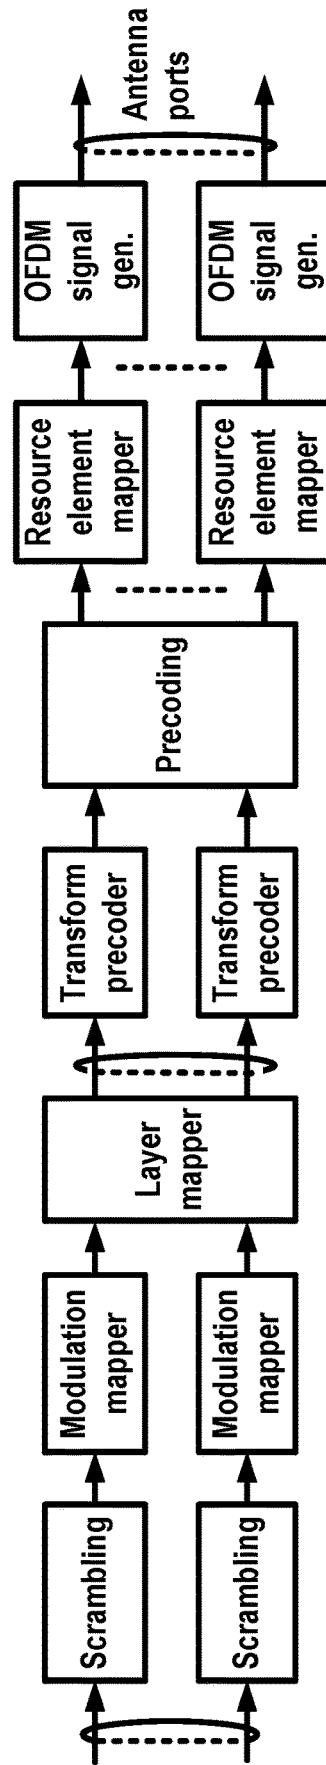 Scrambling
Scrambling
Modulation
mapper
Modulation
mapper
Layer
mapper
Transform
precoder
Transform
precoder
Precoding
Resource
element
mapper
Resource
element
mapper
OFDM
signal
gen.
OFDM
signal
gen.
Antenna
ports